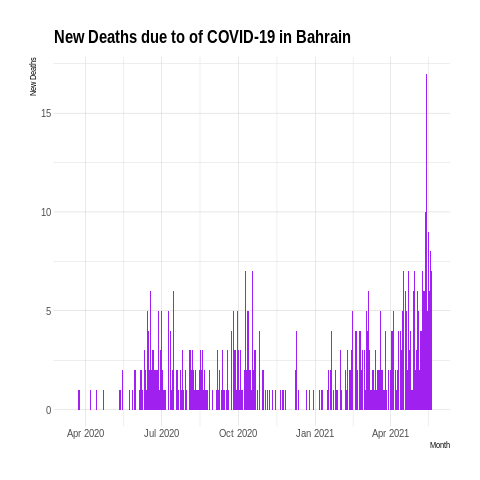 New Deaths due to of COVID-19 in Bahrain
New Deaths
15
10
5
0
Apr 2020 Jul 2020 Oct 2020 Jan 2021 Apr 2021
Month